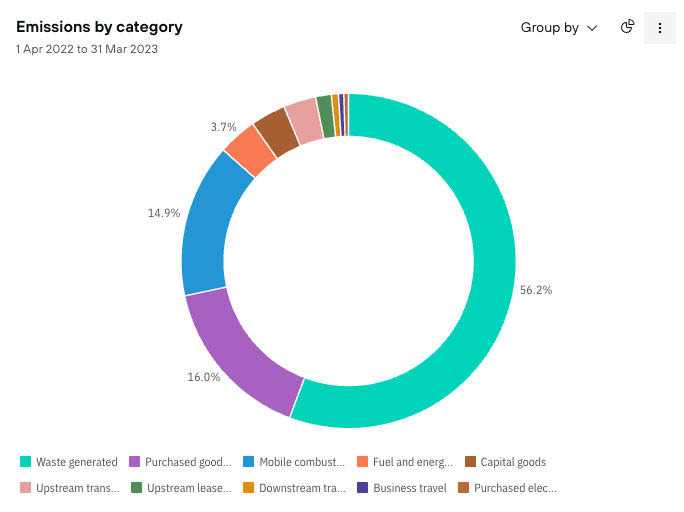 Emissions by category
Group by
1 Apr 2022 to 31 Mar 2023
3.7%
14.9%
56.2%
16.0%
Waste generated Purchased good... Mobile combust... Fuel and energ... Capital goods
Upstream trans... Upstream lease... Downstream tra... Business travel Purchased elec...